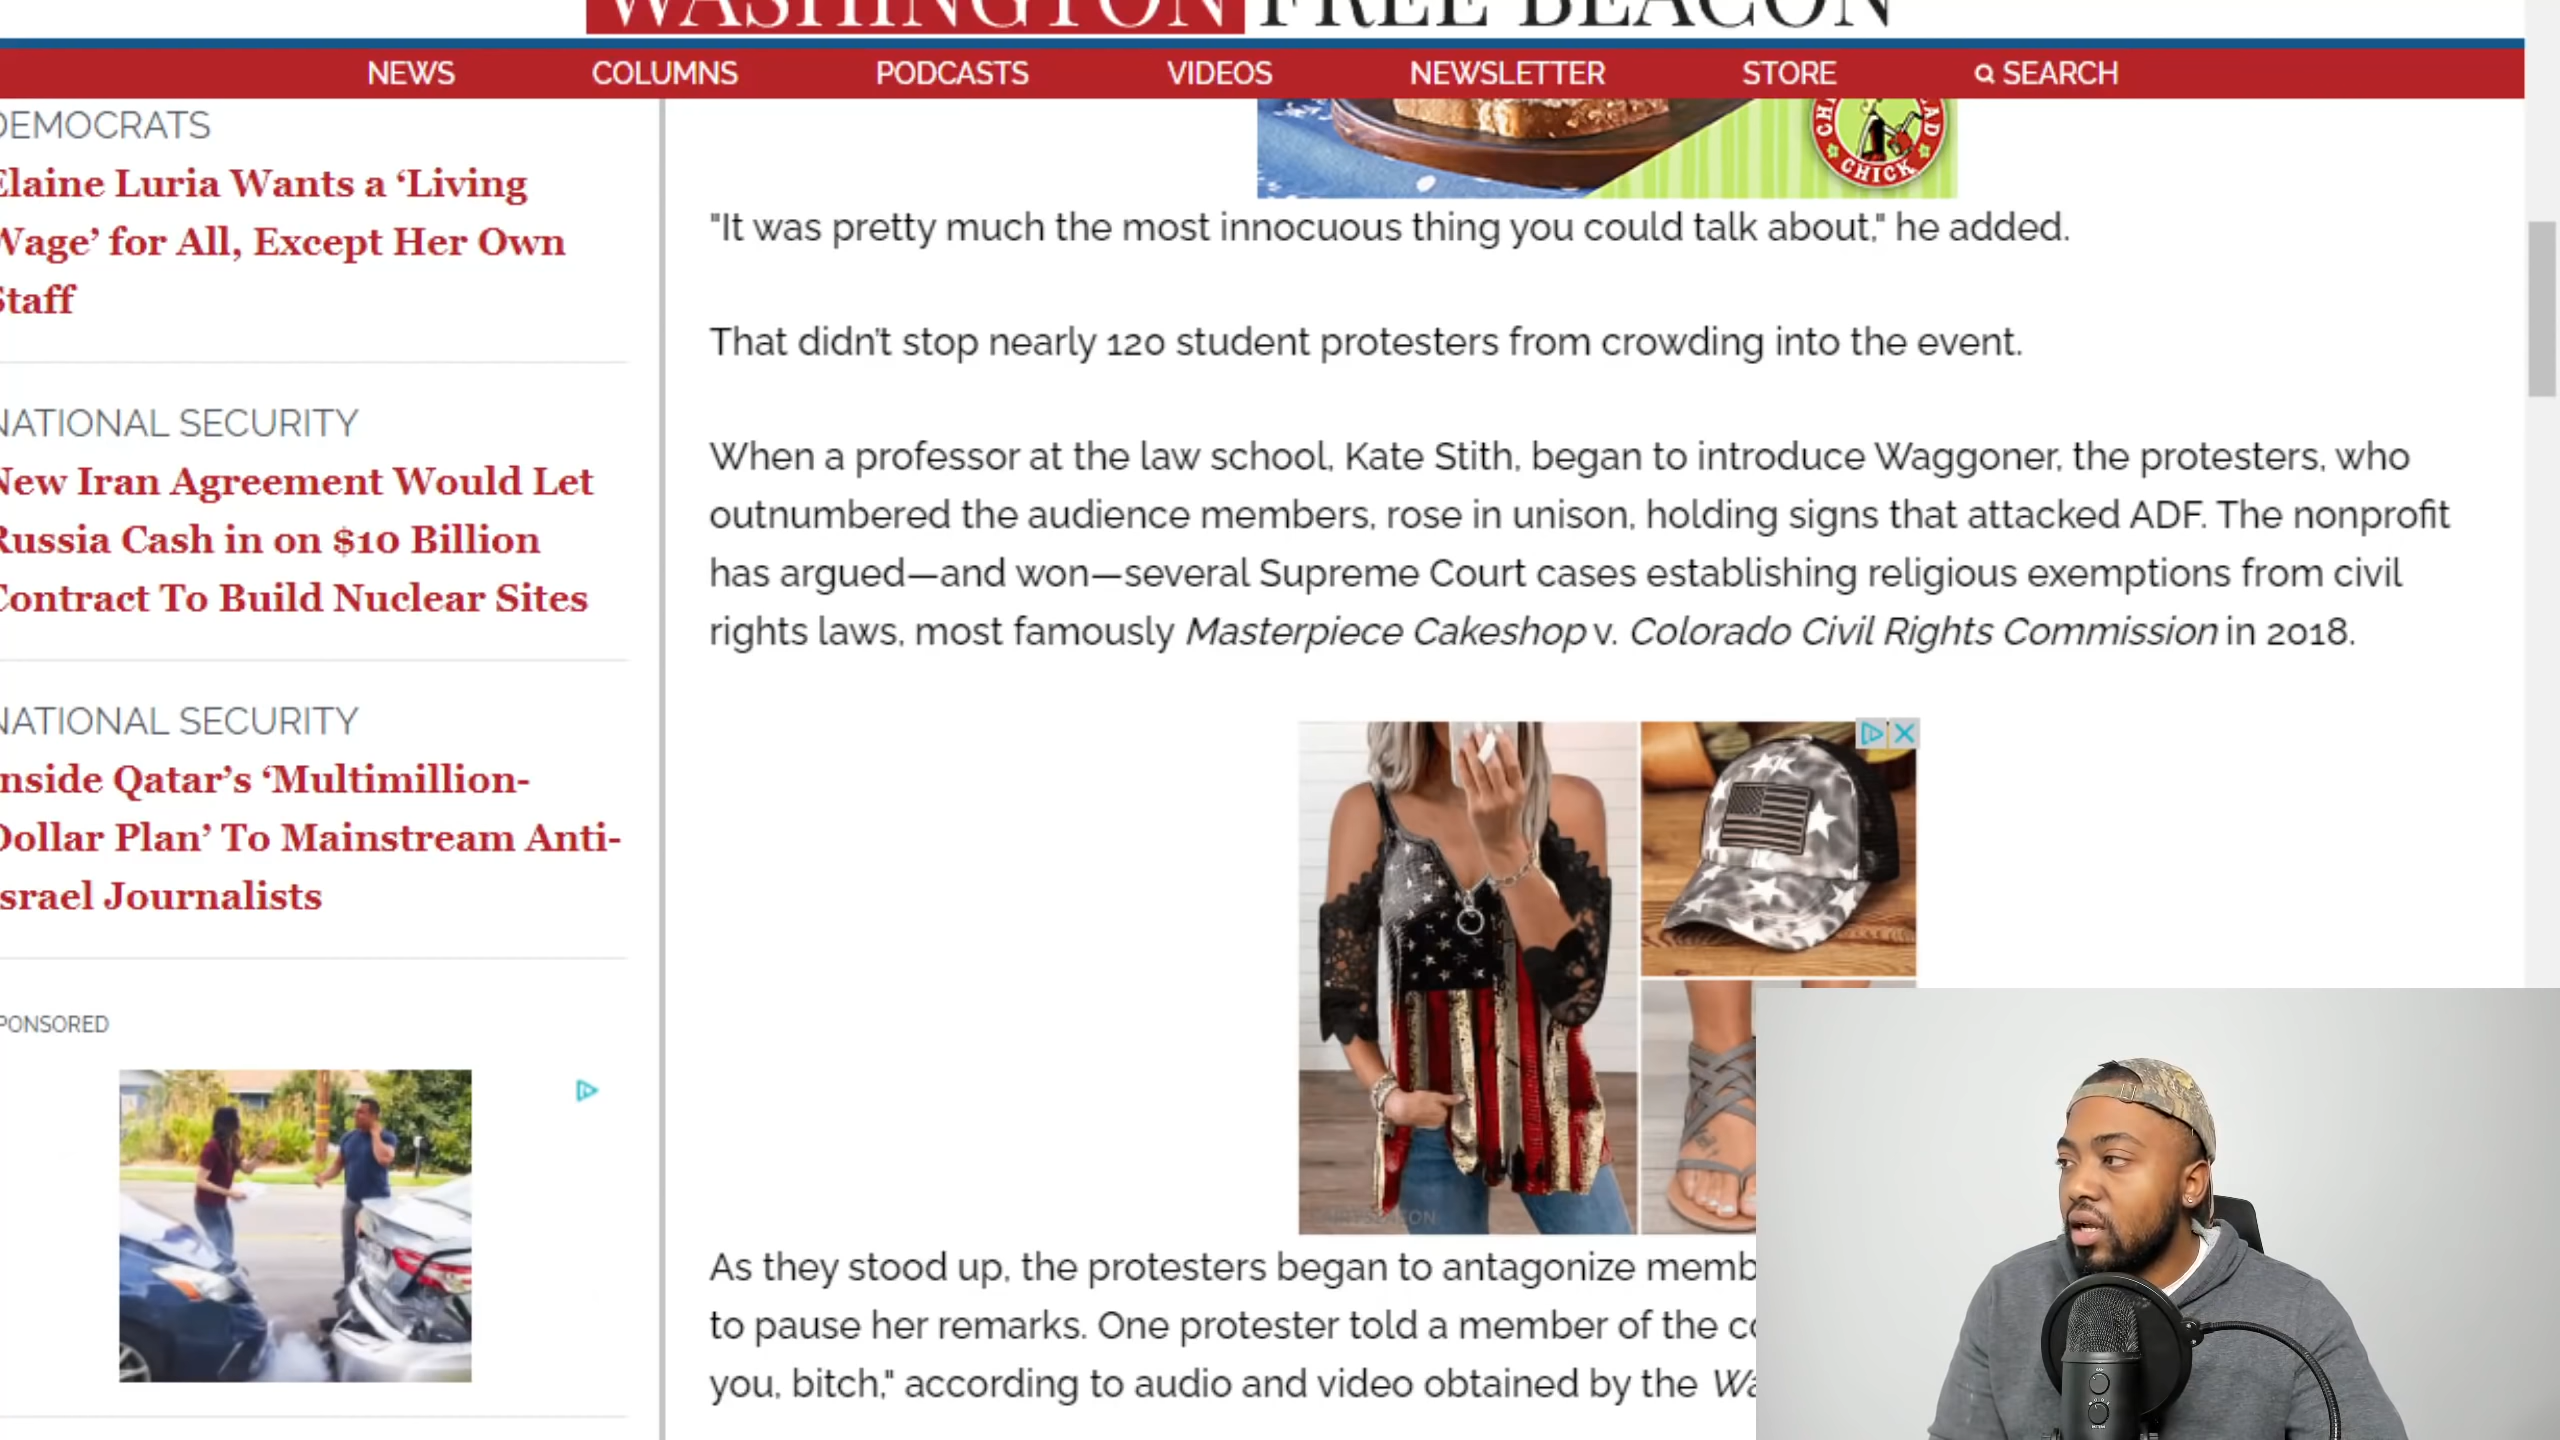 WASHINGTON FREE BEACON
NEWS COLUMNS PODCASTS VIDEOS NEWSLETTER STORE SEARCH
DEMOCRATS
Elaine Luria Wants a ‘Living
Wage’ for All, Except Her Own
Staff
NATIONAL SECURITY
New Iran Agreement Would Let
Russia Cash in on $10 Billion
Contract To Build Nuclear Sites
NATIONAL SECURITY
Inside Qatar’s ‘Multimillion-
Dollar Plan’ To Mainstream Anti-
Israel Journalists
SPONSORED
CHICK
"It was pretty much the most innocuous thing you could talk about," he added.
That didn't stop nearly 120 student protesters from crowding into the event.
When a professor at the law school, Kate Stith, began to introduce Waggoner, the protesters, who
outnumbered the audience members, rose in unison, holding signs that attacked ADF. The nonprofit
has argued—and won—several Supreme Court cases establishing religious exemptions from civil
rights laws, most famously Masterpiece Cakeshop v. Colorado Civil Rights Commission in 2018.
As they stood up, the protesters began to antagonize memb
to pause her remarks. One protester told a member of the co
you, bitch," according to audio and video obtained by the Wa